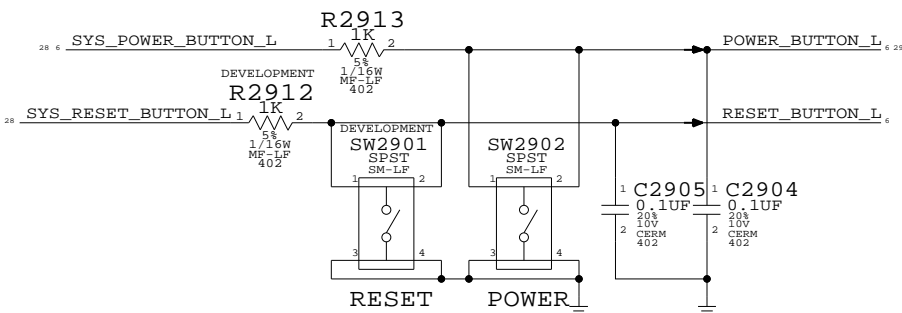 R2913
1K
28 6 SYS_POWER_BUTTON_L 1 2 POWER_BUTTON_L 6 29
5%
1/16W
MF-LF
402
DEVELOPMENT
R2912
1K
28 SYS_RESET_BUTTON_L 1 2 RESET_BUTTON_L 6
5%
1/16W
MF-LF
402
DEVELOPMENT
SW2901
SPST
SM-LF
1 2
3 4
RESET
SW2902
SPST
SM-LF
1 2
3 4
POWER
1 C2905
0.1UF
20%
10V
2 CERM
402
1 C2904
0.1UF
20%
10V
2 CERM
402